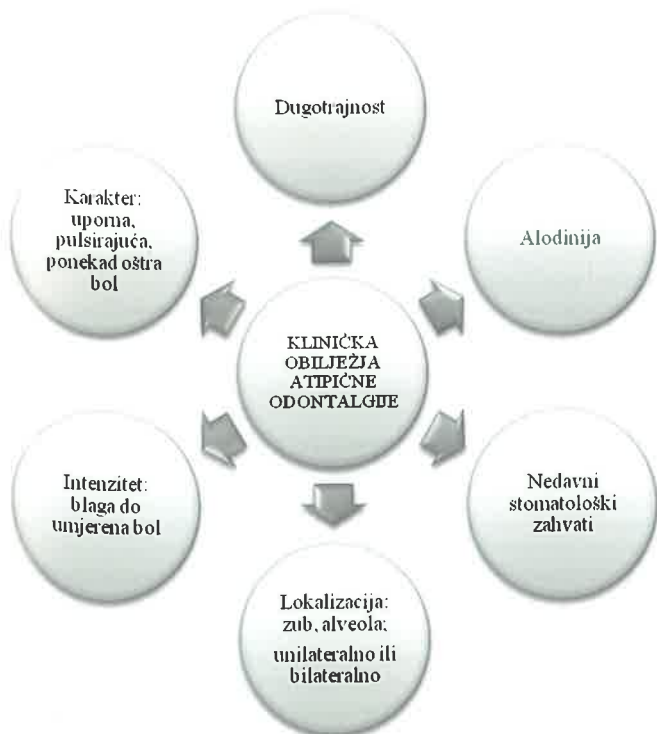 Dugotrajnost
Karakter:
uporna,
pulsirajuća,
ponekad oštra
bol
Alodinija
KLINIČKA
OBILJEŽJA
ATIPIČNE
ODONTALGIJE
Intenzitet:
blaga do
umjerena bol
Nedavni
stomatološki
zahvati
Lokalizacija:
zub, alveola;
unilateralno ili
bilateralno